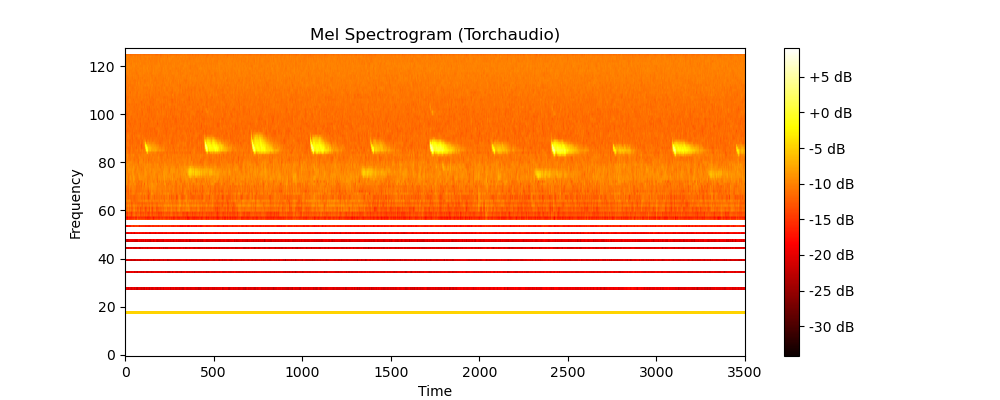 Mel Spectrogram (Torchaudio)
Frequency
120
100
80
60
40
20
0
0 500 1000 1500 2000 2500 3000 3500
Time
+5 dB
+0 dB
-5 dB
-10 dB
-15 dB
-20 dB
-25 dB
-30 dB